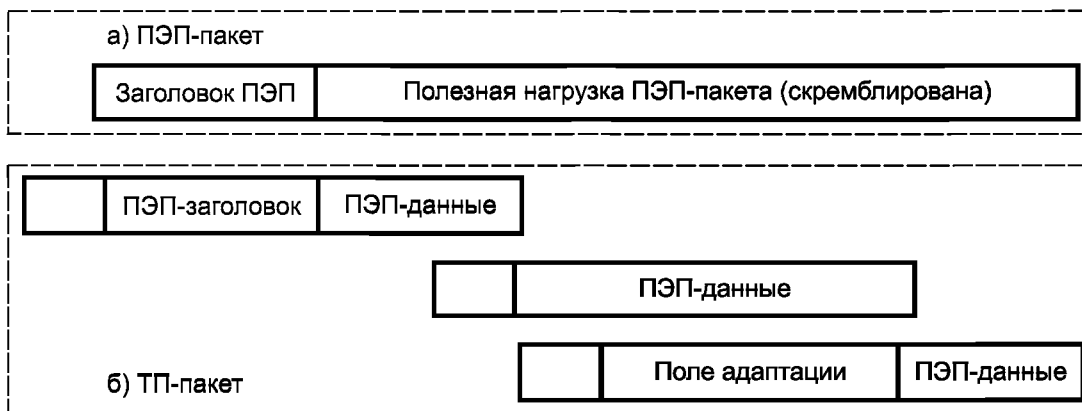 а) ПЭП-пакет
Заголовок ПЭП Полезная нагрузка ПЭП-пакета (скремблирована)
ПЭП-заголовок ПЭП-данные
ПЭП-данные
Поле адаптации ПЭП-данные
б) ТП-пакет